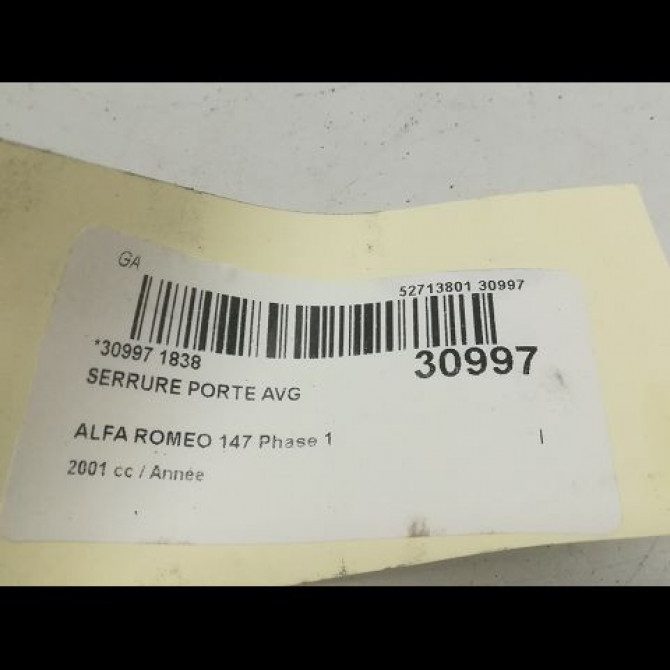 GA
52713801 30997
*30997 1838
30997
SERRURE PORTE AVG
ALFA ROMEO 147 Phase 1
I
2001 cc / Année